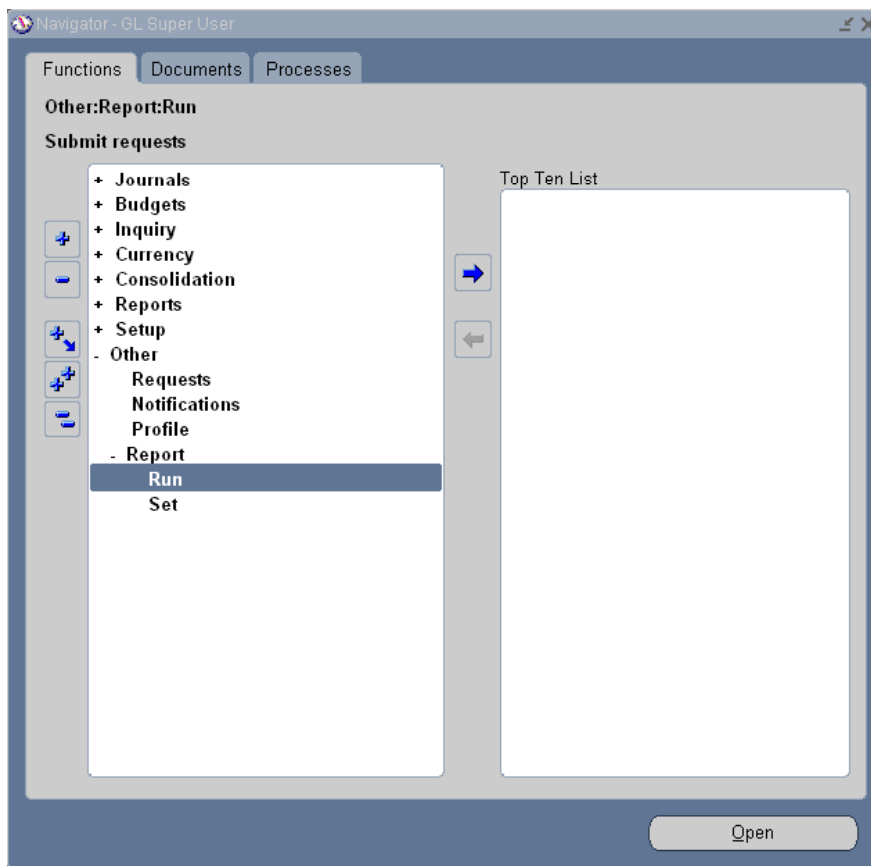 Navigator - GL Super User
Functions Documents Processes
Other:Report:Run
Submit requests
Top Ten List
+ Journals
+ Budgets
+ Inquiry
+ Currency
+ Consolidation
+ Reports
+ Setup
- Other
Requests
Notifications
Profile
- Report
Run
Set
Open